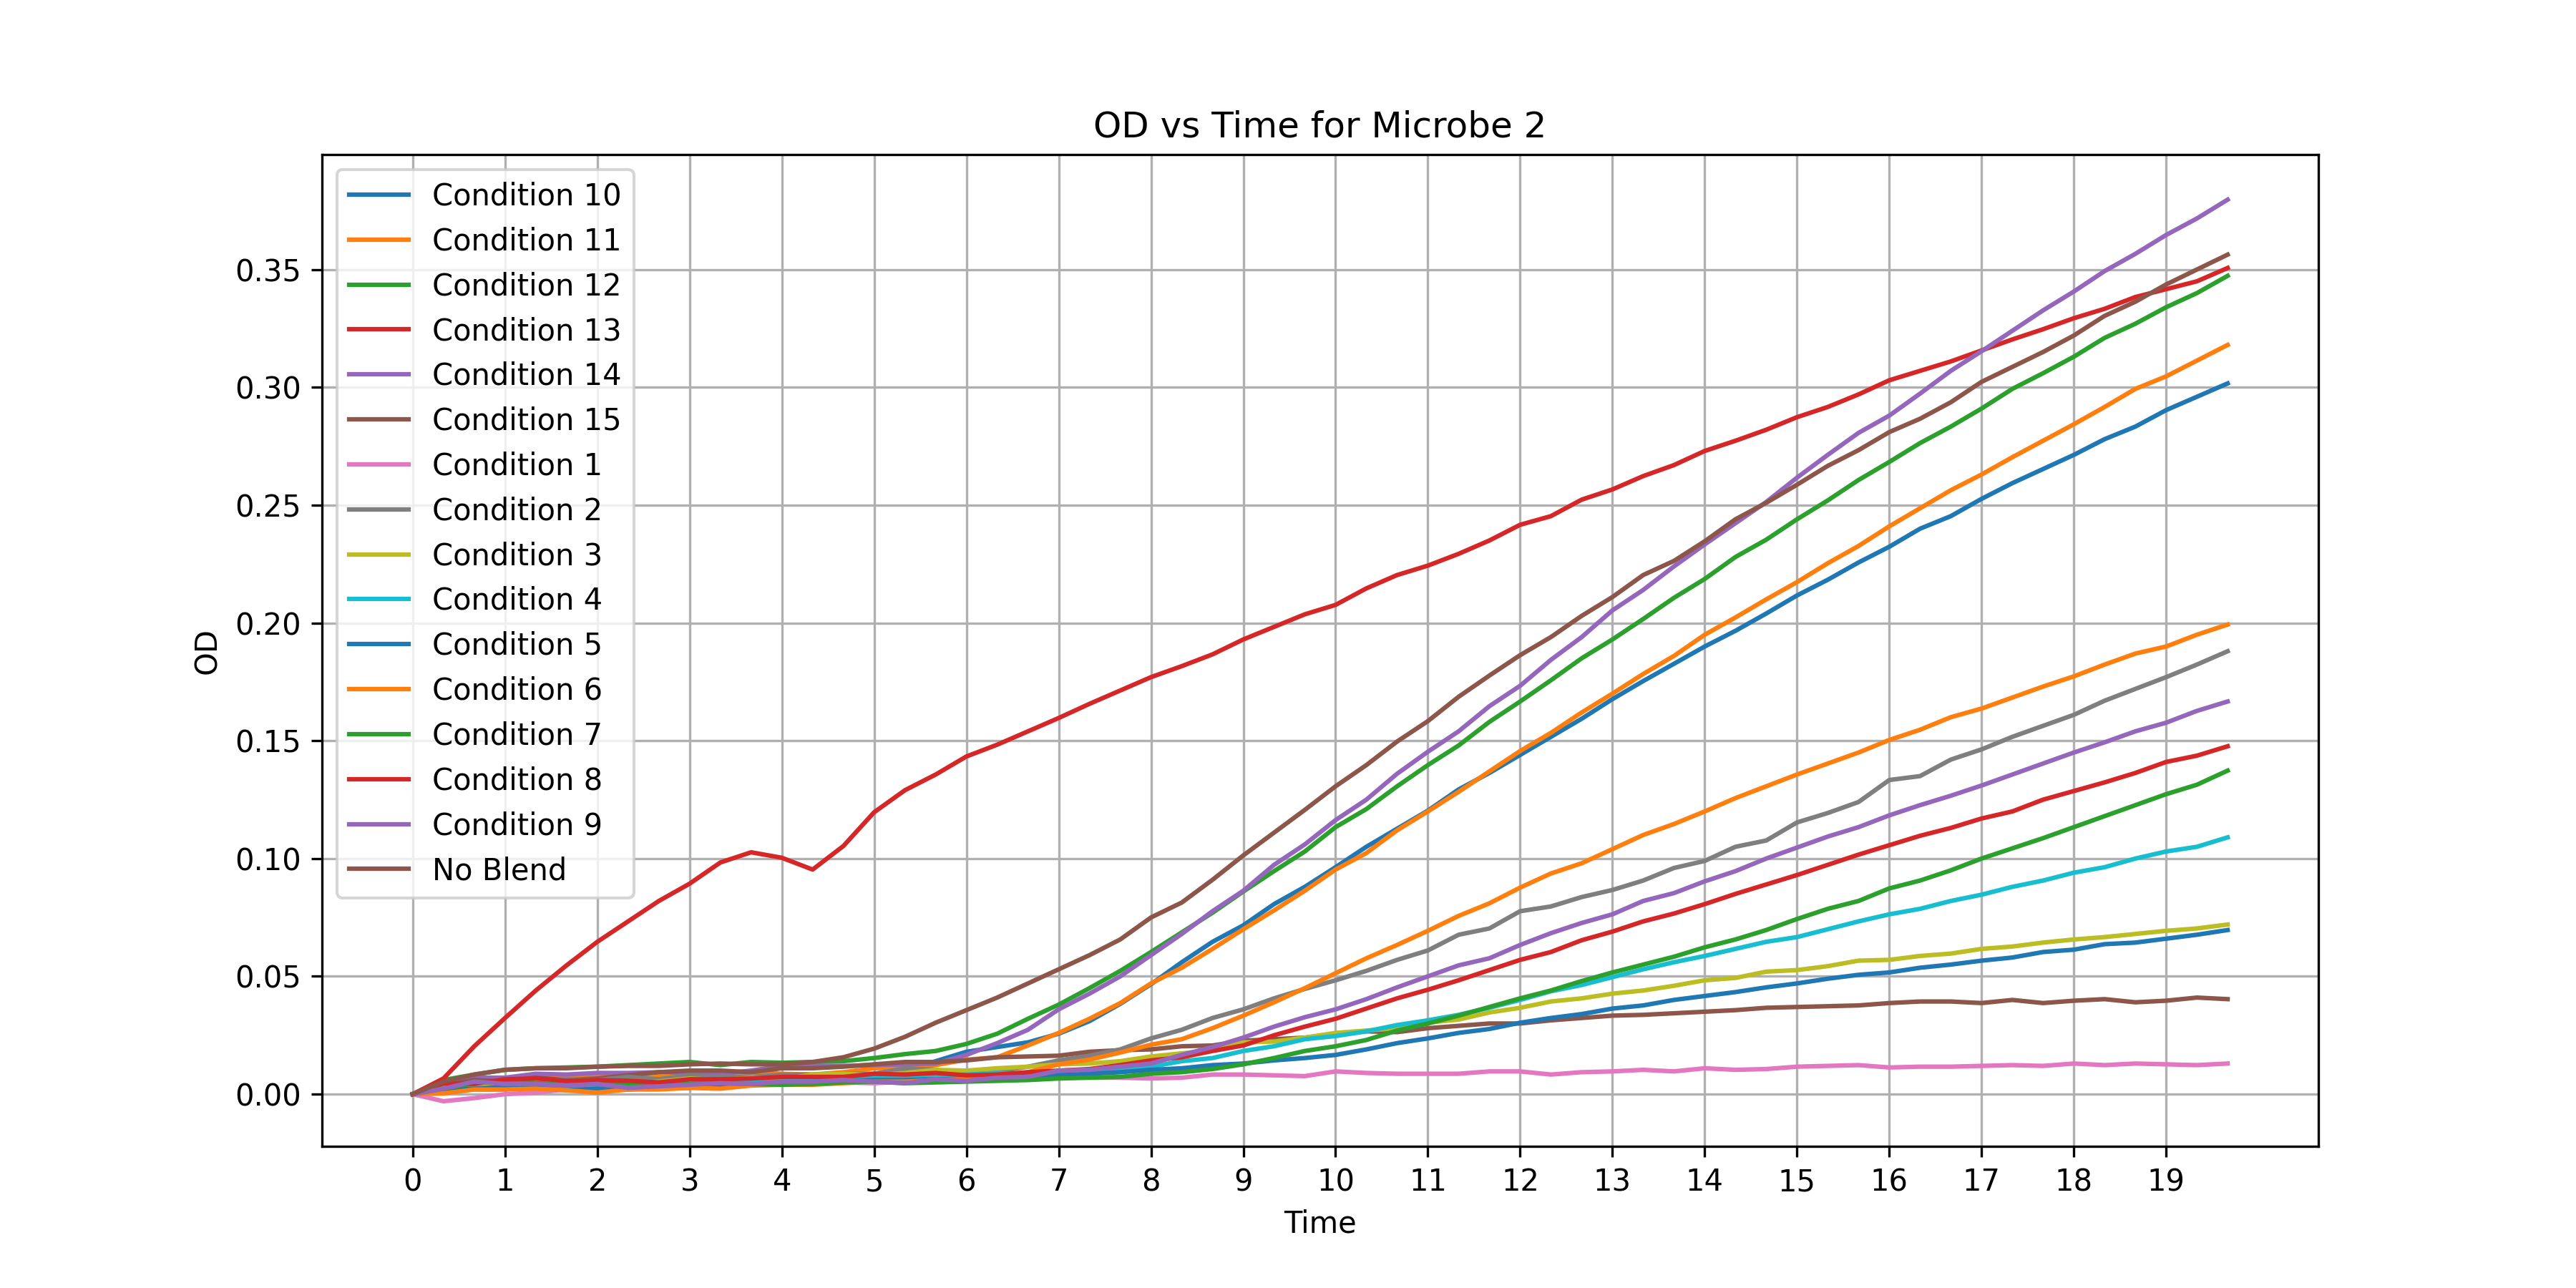 OD vs Time for Microbe 2
Condition 10
Condition 11
Condition 12
Condition 13
Condition 14
Condition 15
Condition 1
Condition 2
Condition 3
Condition 4
Condition 5
Condition 6
Condition 7
Condition 8
Condition 9
No Blend
OD
0.35
0.30
0.25
0.20
0.15
0.10
0.05
0.00
0 1 2 3 4 5 6 7 8 9 10 11 12 13 14 15 16 17 18 19
Time